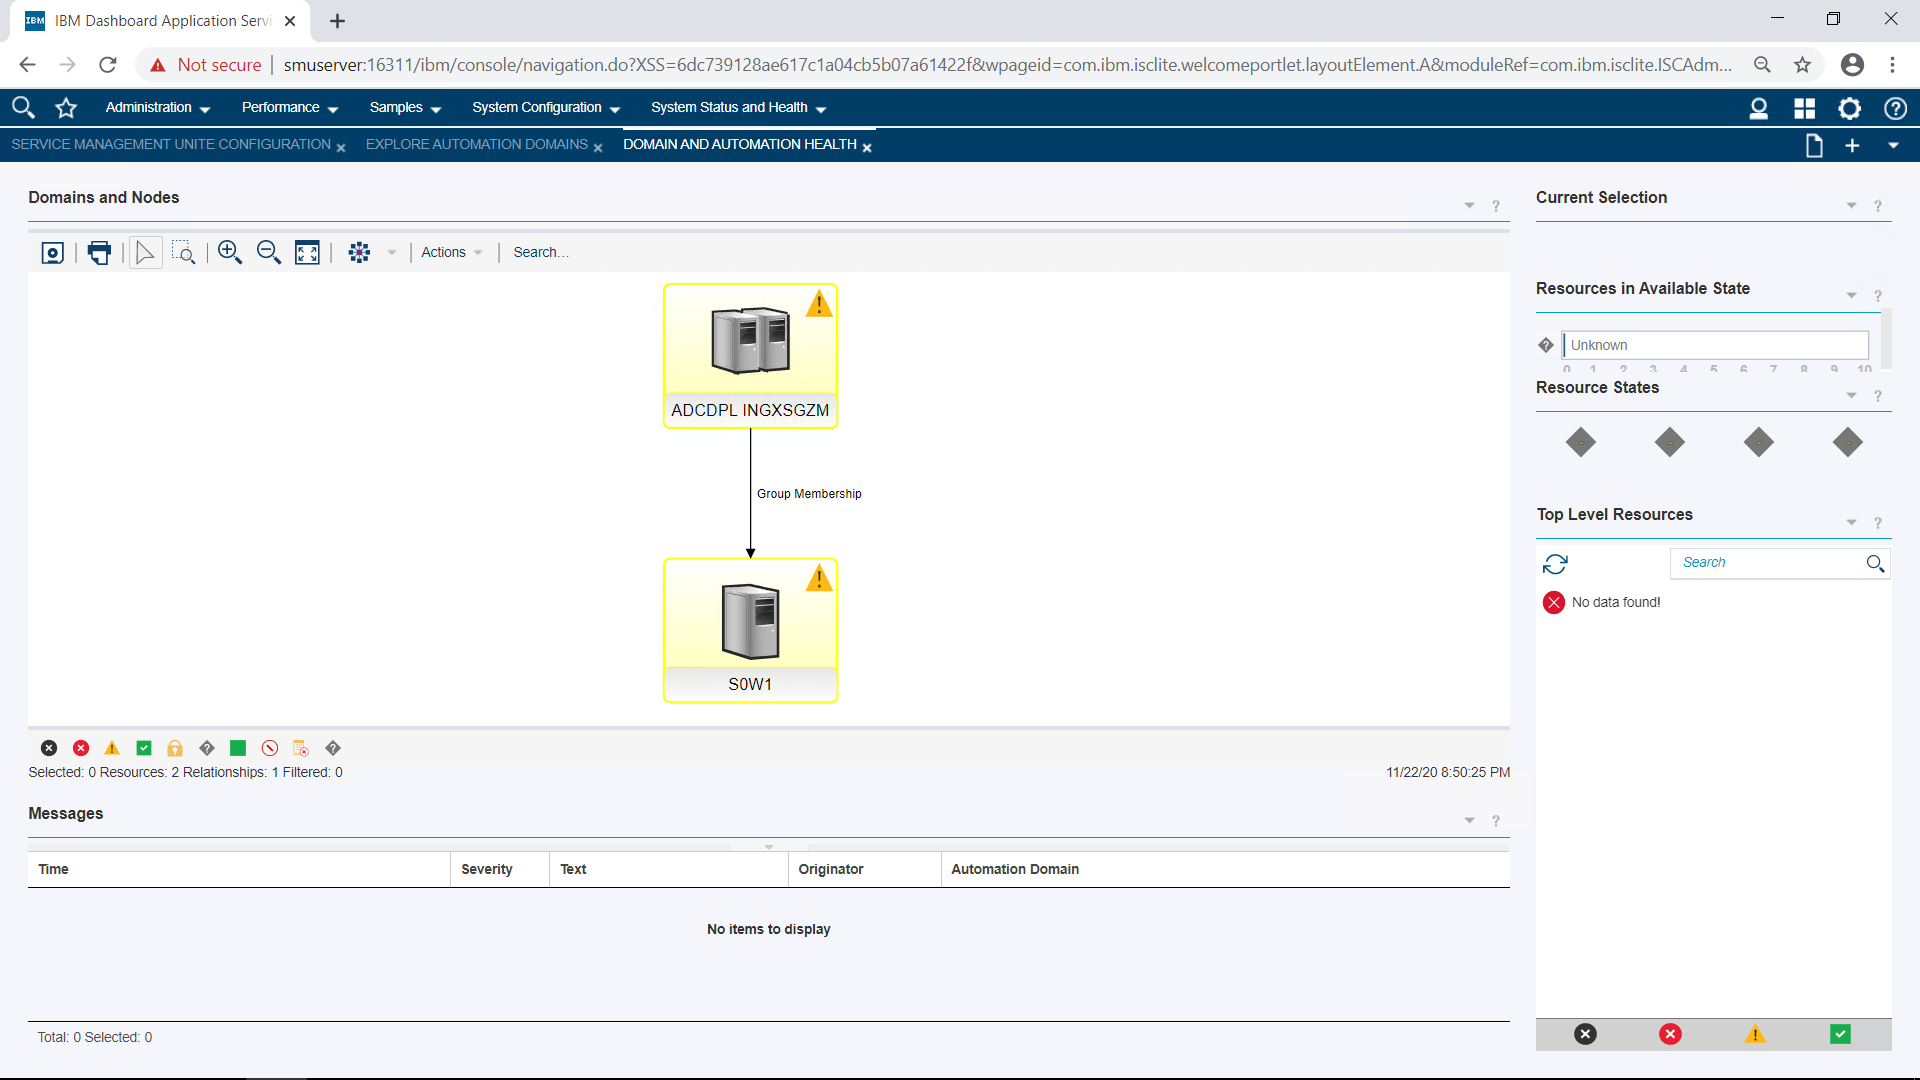 IBM Dashboard Application Servi
Not secure
smuserver:16311/ibm/console/navigation.do?XSS=6dc739128ae617c1a04cb5b07a61422f&wpageid=com.ibm.isclite.welcomeportlet.layoutElement.A&moduleRef=com.ibm.isclite.ISCAdm...
Administration
Performance
Samples
System Configuration
System Status and Health
SERVICE MANAGEMENT UNITE CONFIGURATION
EXPLORE AUTOMATION DOMAINS
DOMAIN AND AUTOMATION HEALTH
Domains and Nodes
Actions
Search...
ADCDPL INGXSGZM
Group Membership
S0W1
Selected: 0 Resources: 2 Relationships: 1 Filtered: 0
11/22/20 8:50:25 PM
Messages
Time
Severity
Text
Originator
Automation Domain
No items to display
Total: 0 Selected: 0
Current Selection
Resources in Available State
Unknown
0 1 2 3 4 5 6 7 8 9 10
Resource States
Top Level Resources
Search
No data found!